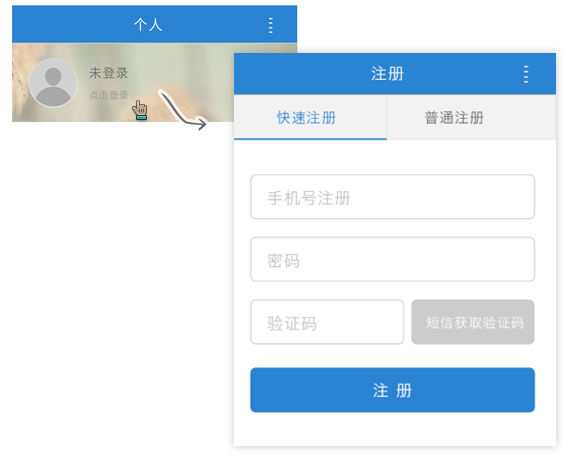 个人
未登录
点击登录
注册
快速注册
普通注册
手机号注册
密码
验证码
短信获取验证码
注 册